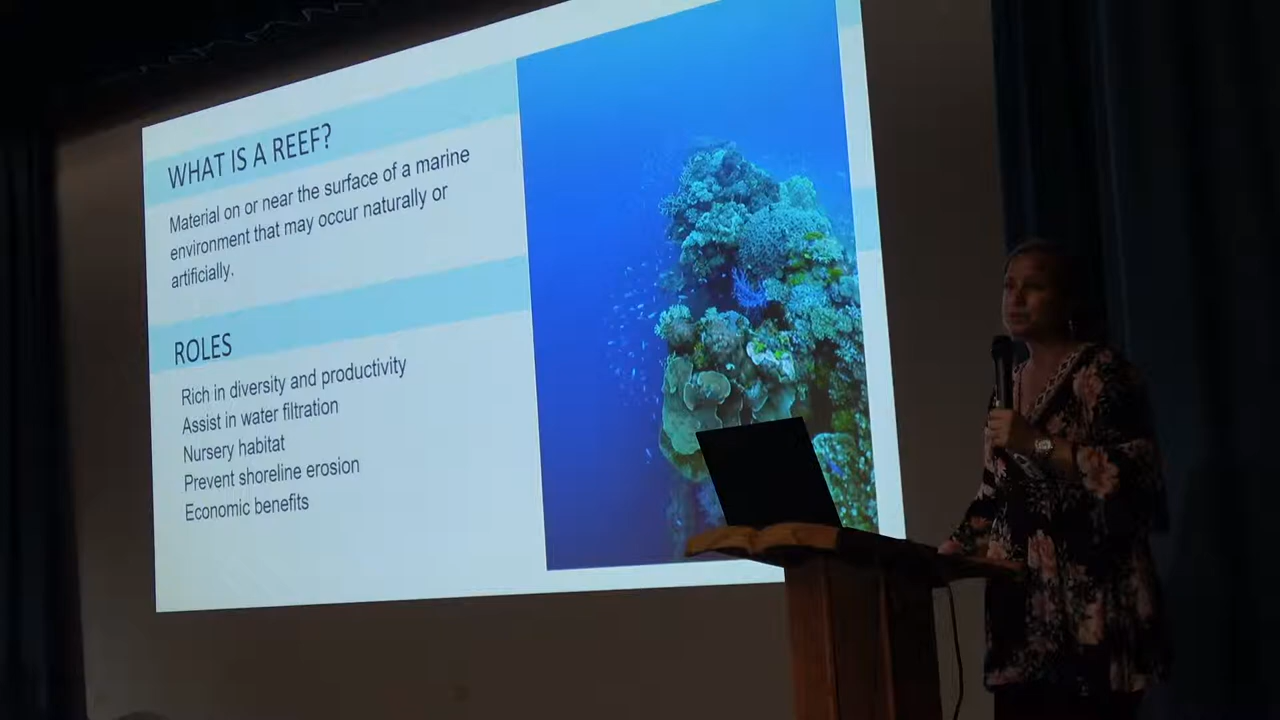 WHAT IS A REEF?
Material on or near the surface of a marine
environment that may occur naturally or
artificially.
ROLES
Rich in diversity and productivity
Assist in water filtration
Nursery habitat
Prevent shoreline erosion
Economic benefits